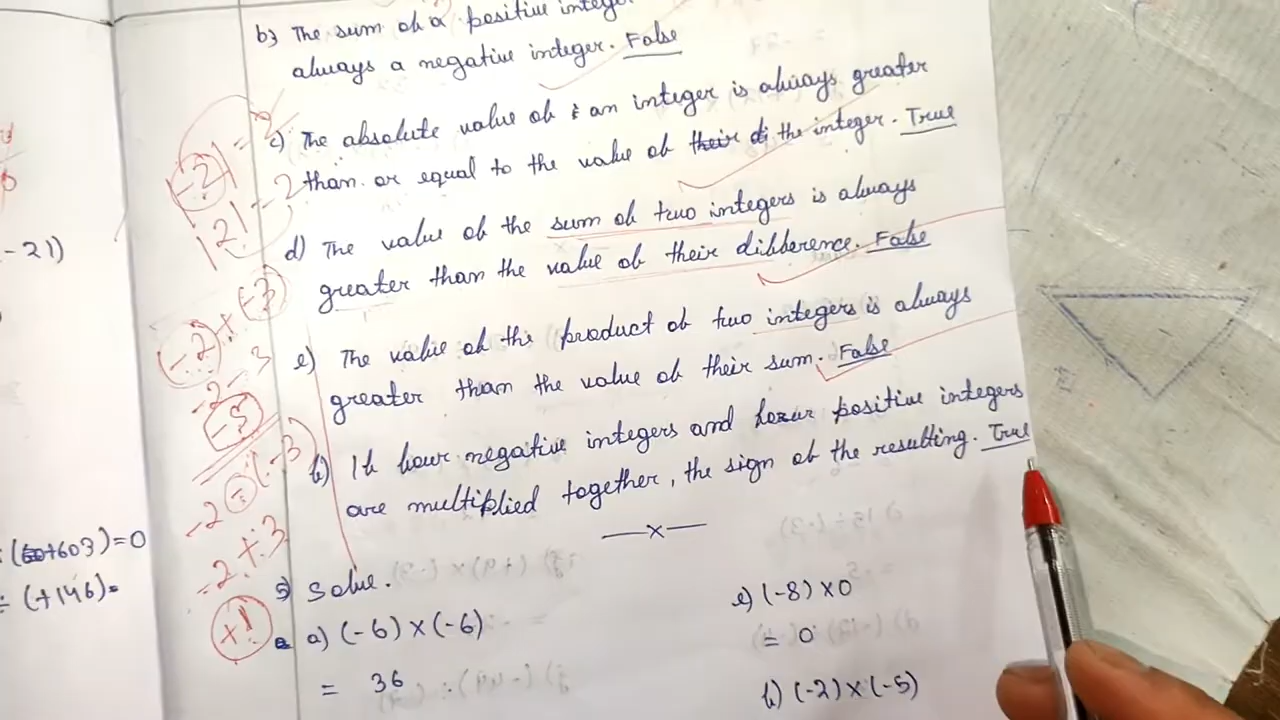 b) The sum of a positive
always a negative integer. False
c) The absolute value of an integer is always greater
than or equal to the value of their di the integer. True
d) The value of the sum of two integers is always
greater than the value of their difference. False
e) The value of the product of two integers is always
greater than the value of their sum. False
f) If four negative integers and four positive integers
are multiplied together, the sign of the resulting. True
—x—
5) Solve.
a) (-6) × (-6)
= 36
e) (-8) × 0
= 0
f) (-2) × (-5)
|-2| = 2
|2| - 2
(-2) + (-3)
-2 - 3
-5
-2 - (-3
-2 + 3
+1
- 21)
+603) = 0
÷ (+146) =